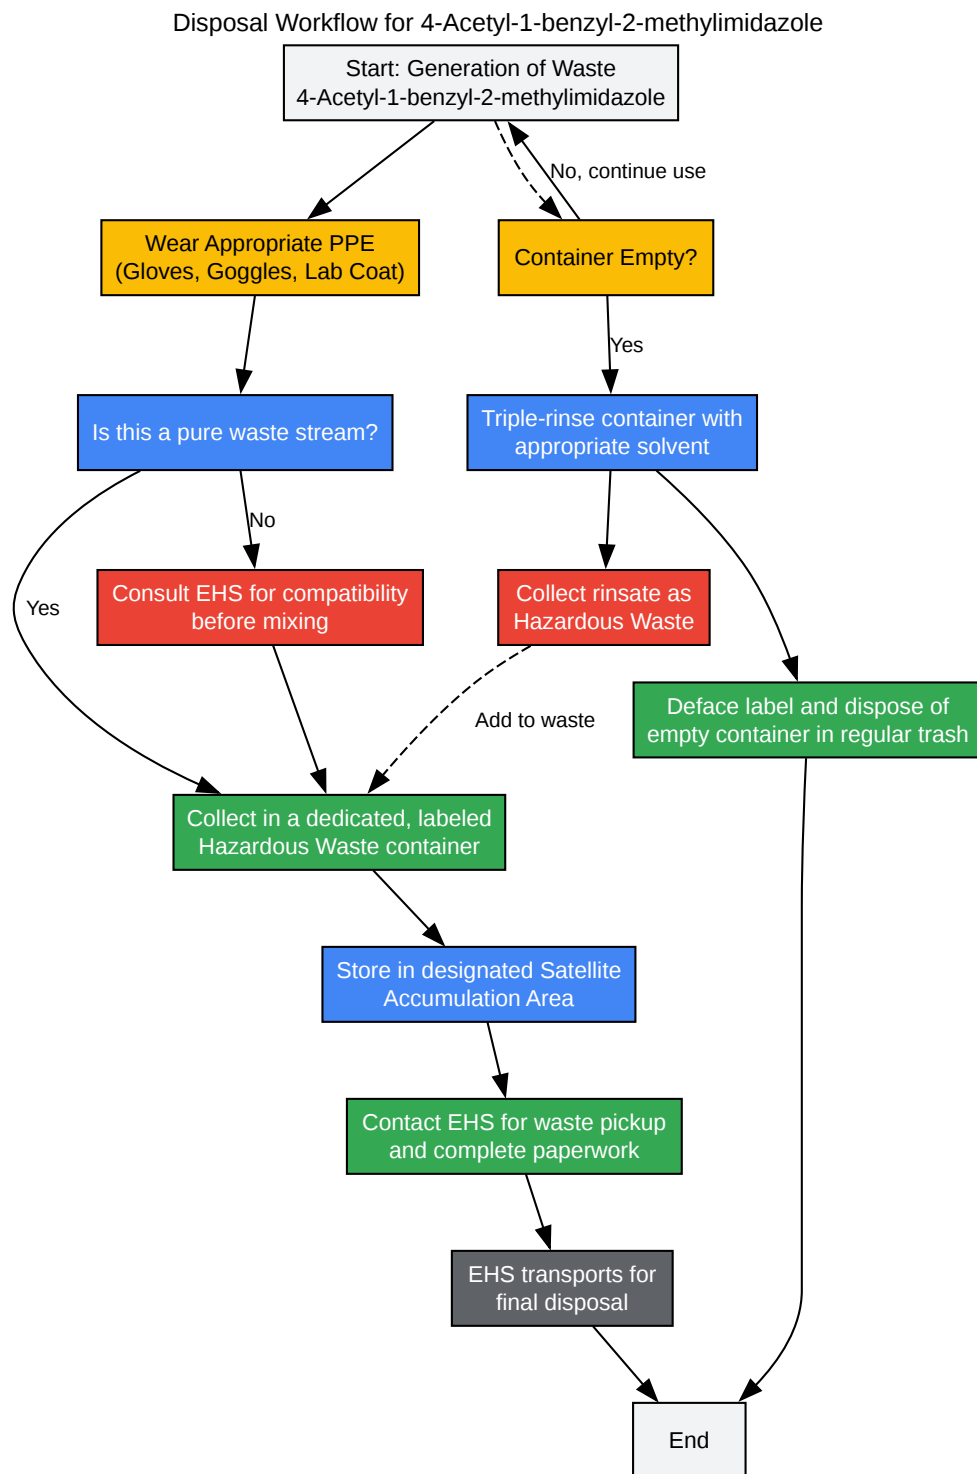 Disposal Workflow for 4-Acetyl-1-benzyl-2-methylimidazole
Start: Generation of Waste
4-Acetyl-1-benzyl-2-methylimidazole
No, continue use
Wear Appropriate PPE
(Gloves, Goggles, Lab Coat)
Container Empty?
Yes
Is this a pure waste stream?
Triple-rinse container with
appropriate solvent
No
Yes
Consult EHS for compatibility
before mixing
Collect rinsate as
Hazardous Waste
Add to waste
Deface label and dispose of
empty container in regular trash
Collect in a dedicated, labeled
Hazardous Waste container
Store in designated Satellite
Accumulation Area
Contact EHS for waste pickup
and complete paperwork
EHS transports for
final disposal
End